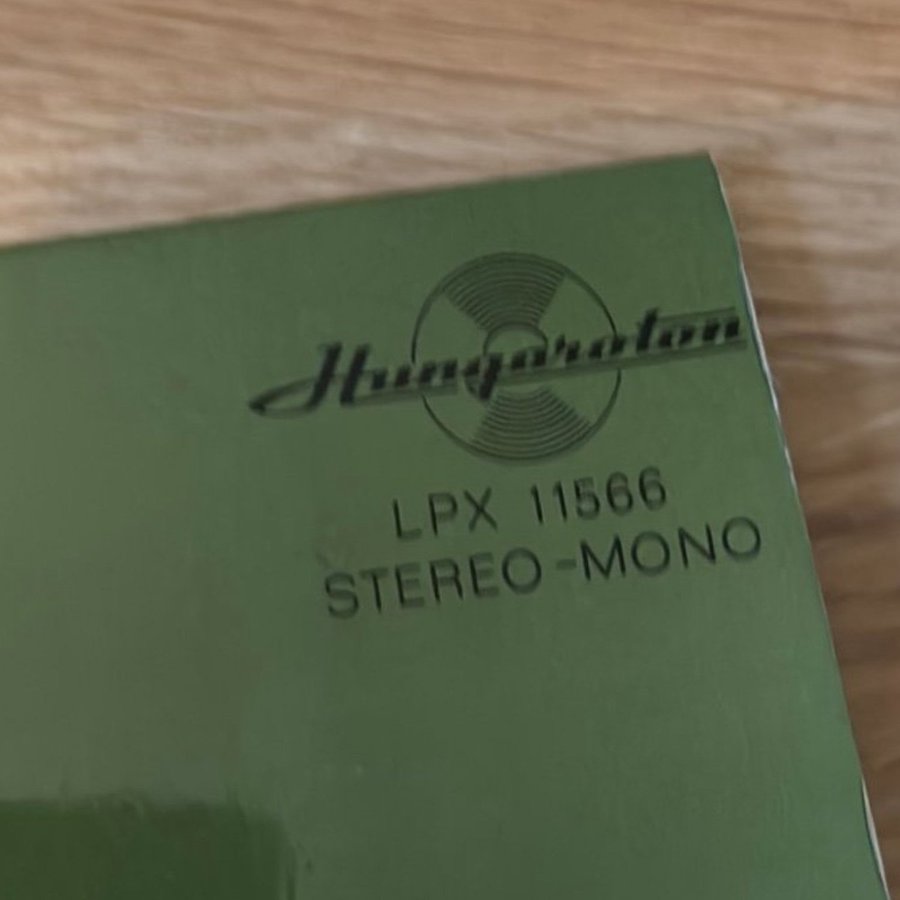 Hungaroton
LPX 11566
STEREO-MONO